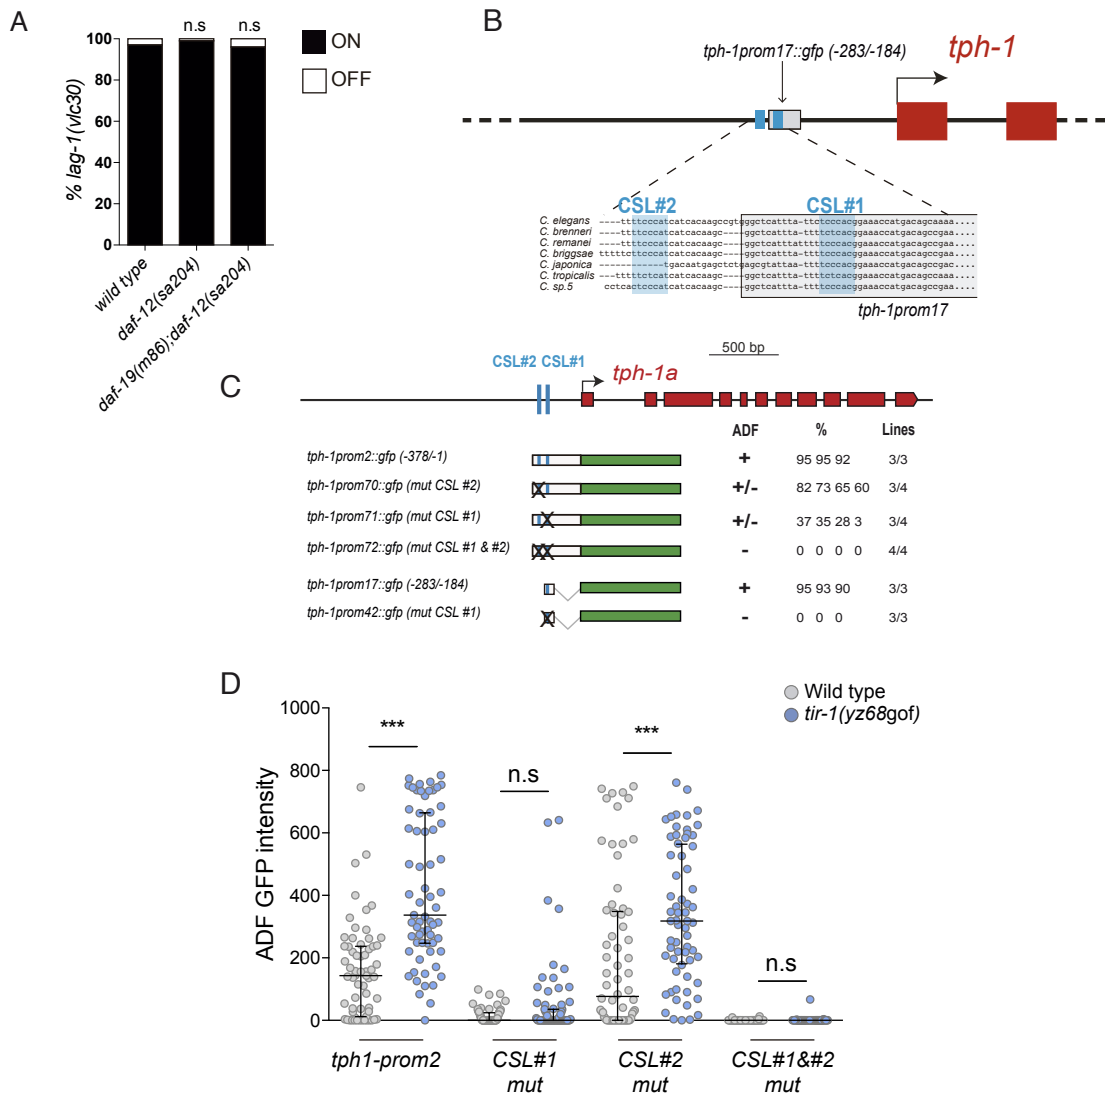 A
n.s n.s
ON
OFF
100
80
60
40
20
0
% lag-1(vlc30)
wild type
daf-12(sa204)
daf-19(m86);daf-12(sa204)
B
tph-1prom17::gfp (-283/-184)
tph-1
CSL#2 CSL#1
C. elegans
C. brenneri
C. remanei
C. briggsae
C. japonica
C. tropicalis
C. sp.5
tph-1prom17
500 bp
C
CSL#2 CSL#1
tph-1a
ADF % Lines
tph-1prom2::gfp (-378/-1) + 95 95 92 3/3
tph-1prom70::gfp (mut CSL #2) +/- 82 73 65 60 3/4
tph-1prom71::gfp (mut CSL #1) +/- 37 35 28 3 3/4
tph-1prom72::gfp (mut CSL #1 & #2) - 0 0 0 0 4/4
tph-1prom17::gfp (-283/-184) + 95 93 90 3/3
tph-1prom42::gfp (mut CSL #1) - 0 0 0 3/3
D
Wild type
tir-1(yz68gof)
1000
800
600
400
200
0
ADF GFP intensity
*** n.s *** n.s
tph1-prom2 CSL#1 CSL#2 CSL#1&#2
mut mut mut